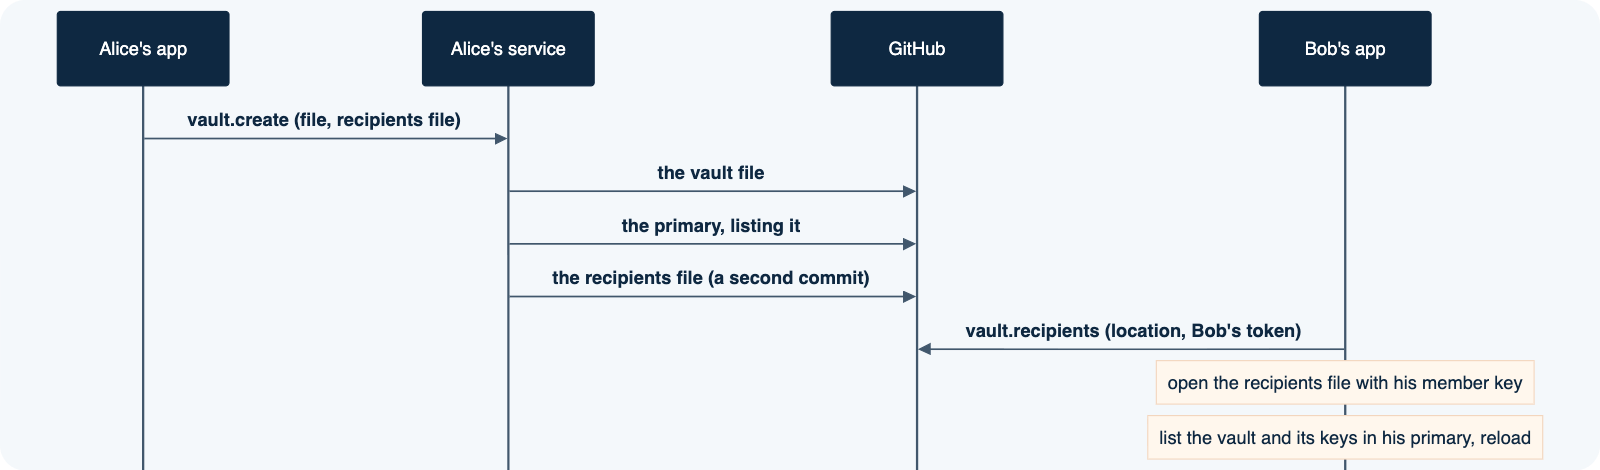 Alice's app
Alice's service
GitHub
Bob's app
vault.create (file, recipients file)
the vault file
the primary, listing it
the recipients file (a second commit)
vault.recipients (location, Bob's token)
open the recipients file with his member key
list the vault and its keys in his primary, reload